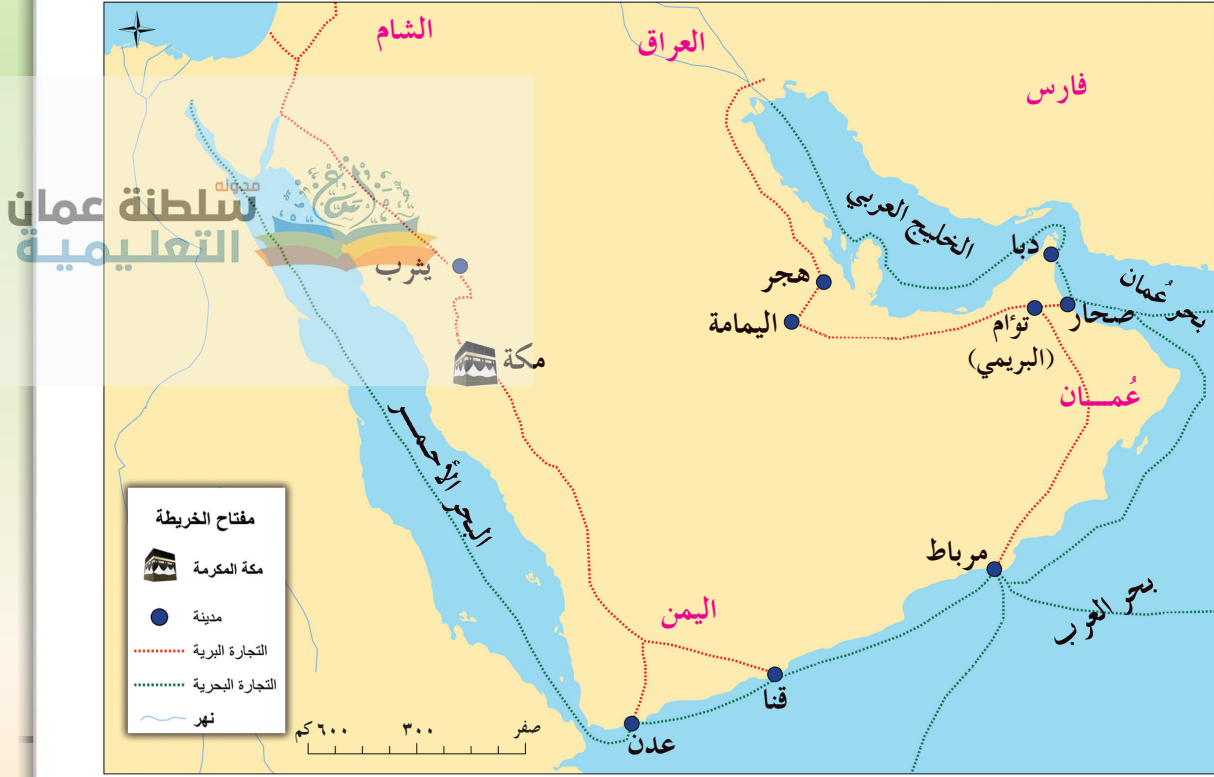 الشام
العراق
فارس
مدونة
سلطنة عمان
التعليمية
الخليج العربي
دبا
بحر عُمان
يثرب
هجر
صحار
تؤام
(البريمي)
اليمامة
مكة
عُمــان
البحر الأحمر
مرباط
بحر العرب
اليمن
قنا
عدن
مفتاح الخريطة
مكة المكرمة
مدينة
التجارة البرية
التجارة البحرية
نهر
صفر ٣٠٠ ٦٠٠ كم